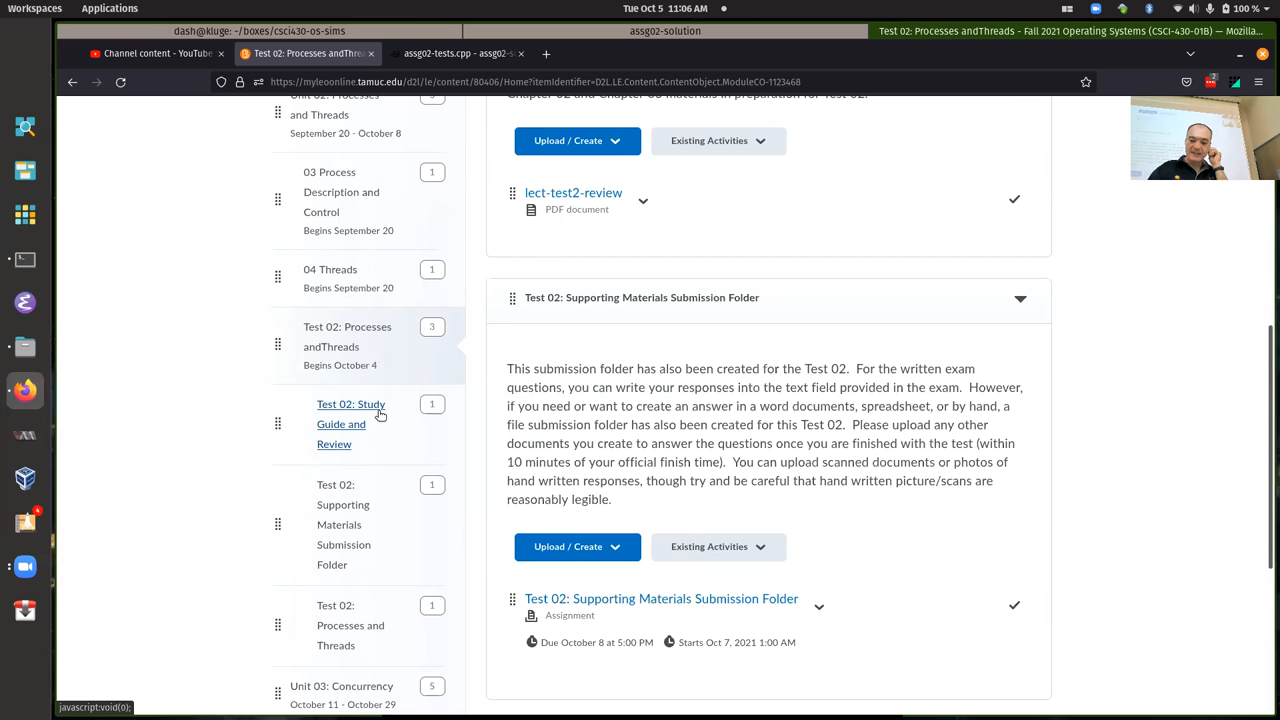 Workspaces Applications Tue Oct 5 11:06 AM 100 %
dash@kluge: ~/boxes/csci430-os-sims assg02-solution Test 02: Processes andThreads - Fall 2021 Operating Systems (CSCI-430-01B) — Mozilla...
Channel content - YouTube Test 02: Processes andThrea assg02-tests.cpp - assg02-sc
https://myleoonline.tamuc.edu/d2l/le/content/80406/Home?itemIdentifier=D2L.LE.Content.ContentObject.ModuleCO-1123468
Unit 02: Processes
and Threads
September 20 - October 8
03 Process
Description and
Control
Begins September 20
1
04 Threads
Begins September 20
1
Test 02: Processes
andThreads
Begins October 4
3
Test 02: Study
Guide and
Review
1
Test 02:
Supporting
Materials
Submission
Folder
1
Test 02:
Processes and
Threads
1
Unit 03: Concurrency
October 11 - October 29
5
Chapter 02 and Chapter 03 materials in preparation for Test 02.
Upload / Create Existing Activities
lect-test2-review
PDF document
Test 02: Supporting Materials Submission Folder
This submission folder has also been created for the Test 02. For the written exam
questions, you can write your responses into the text field provided in the exam. However,
if you need or want to create an answer in a word documents, spreadsheet, or by hand, a
file submission folder has also been created for this Test 02. Please upload any other
documents you create to answer the questions once you are finished with the test (within
10 minutes of your official finish time). You can upload scanned documents or photos of
hand written responses, though try and be careful that hand written picture/scans are
reasonably legible.
Upload / Create Existing Activities
Test 02: Supporting Materials Submission Folder
Assignment
Due October 8 at 5:00 PM Starts Oct 7, 2021 1:00 AM
javascript:void(0);